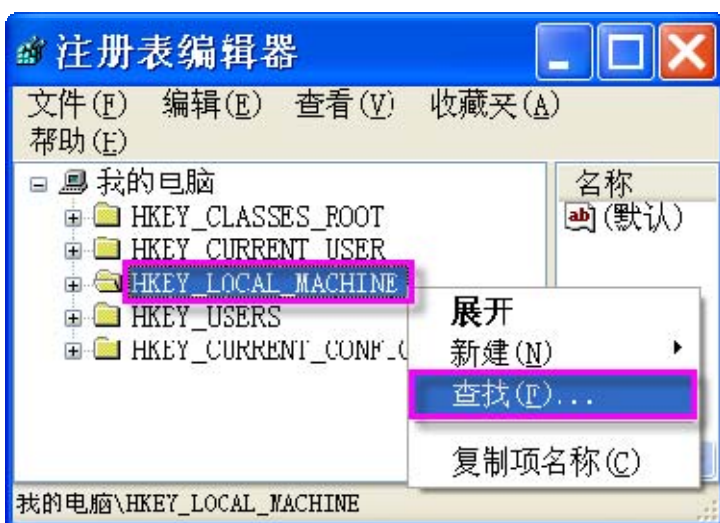 注册表编辑器
文件(F) 编辑(E) 查看(V) 收藏夹(A)
帮助(H)
我的电脑
HKEY_CLASSES_ROOT
HKEY_CURRENT_USER
HKEY_LOCAL_MACHINE
HKEY_USERS
名称
ab (默认)
展开
新建(N)
查找(F)...
复制项名称(C)
我的电脑\HKEY_LOCAL_MACHINE